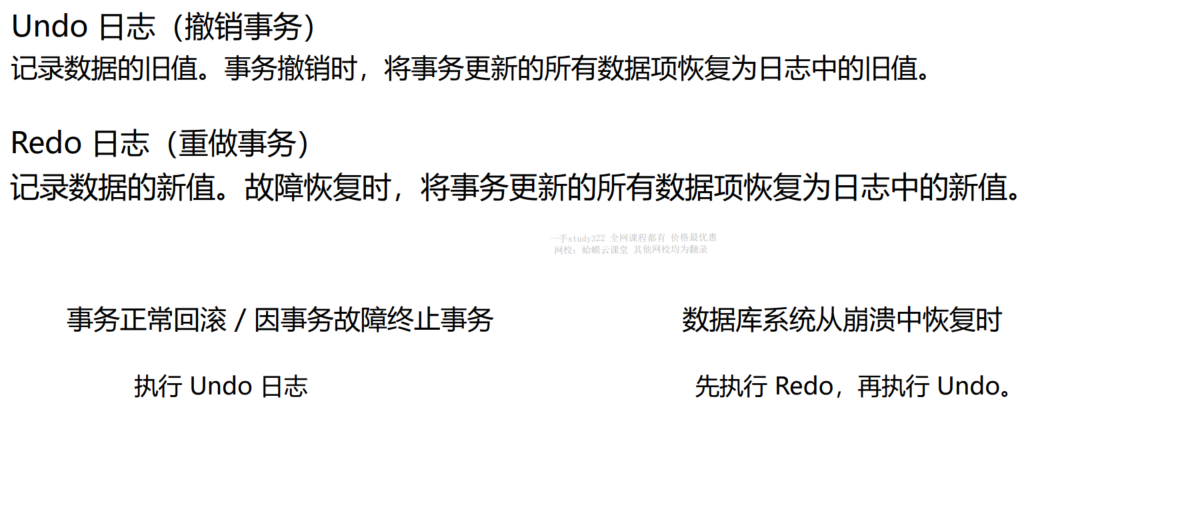 Undo 日志（撤销事务）
记录数据的旧值。事务撤销时，将事务更新的所有数据项恢复为日志中的旧值。
Redo 日志（重做事务）
记录数据的新值。故障恢复时，将事务更新的所有数据项恢复为日志中的新值。
一手study322 全网课程都有 价格最优惠
网校：蛤蟆云课堂 其他网校均为翻录
事务正常回滚 / 因事务故障终止事务
数据库系统从崩溃中恢复时
执行 Undo 日志
先执行 Redo，再执行 Undo。